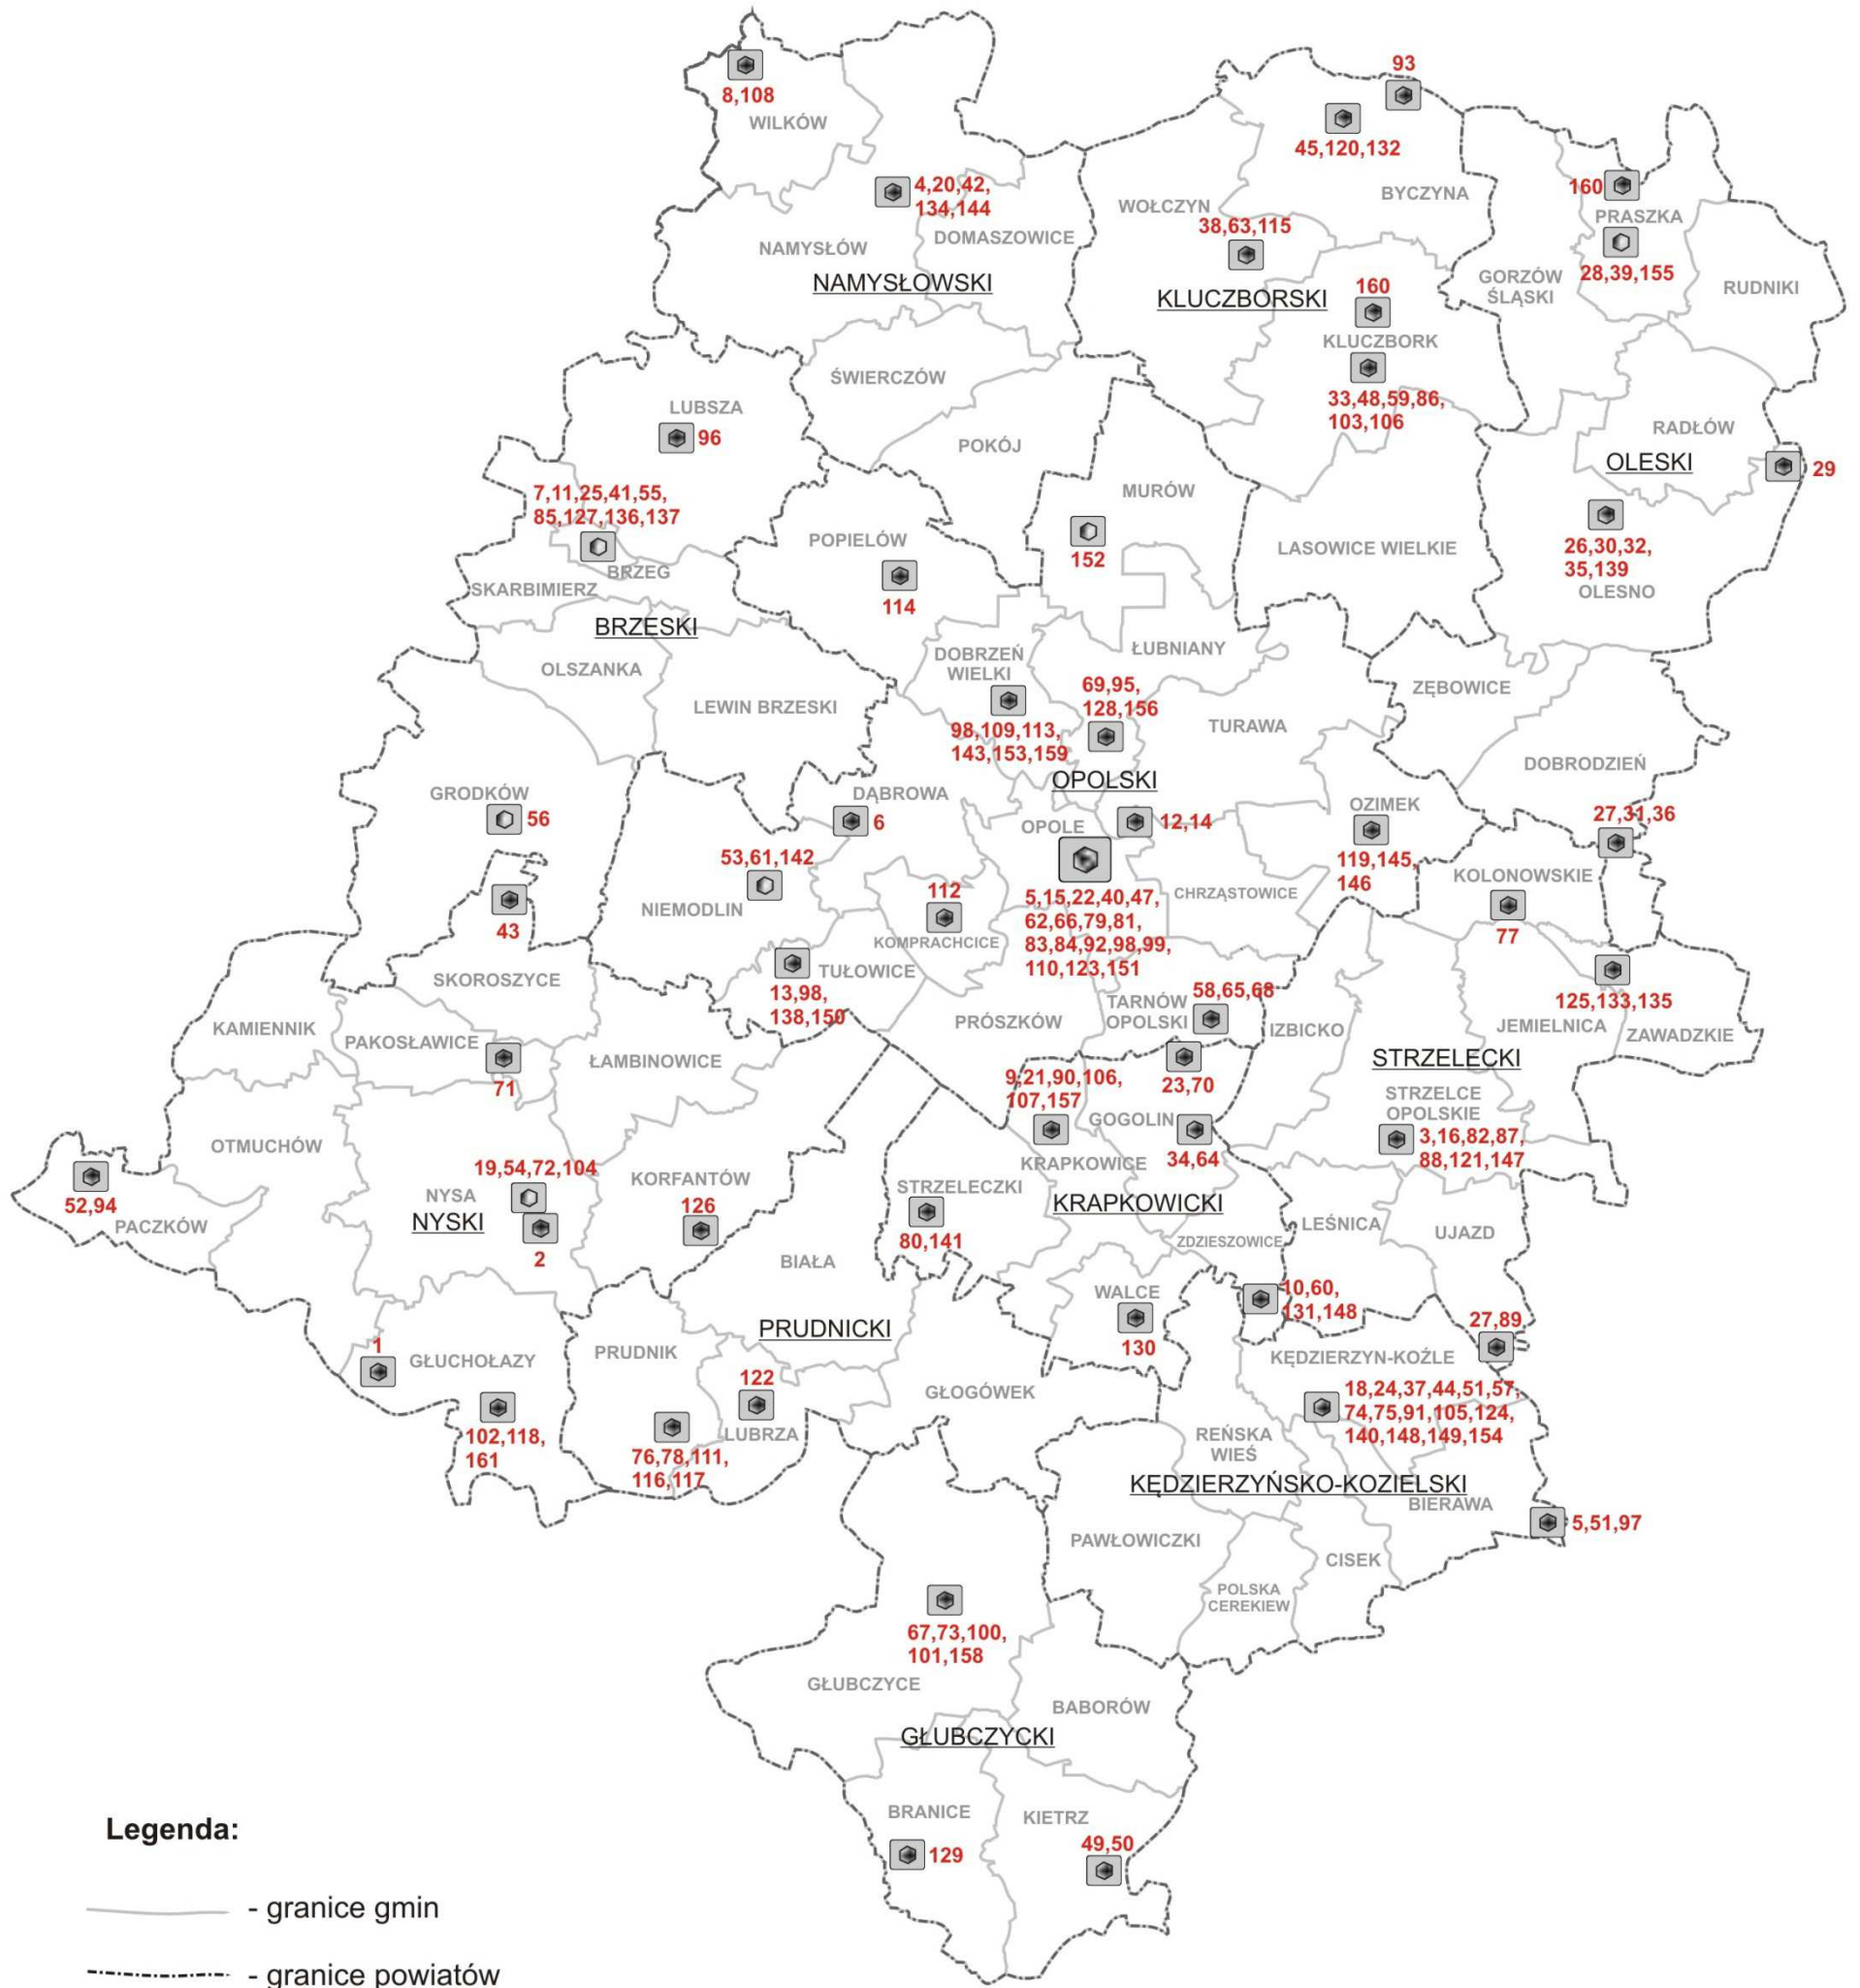 93
8,108
WILKÓW
45,120,132
BYCZYNA
160
PRASZKA
28,39,155
4,20,42,
134,144
DOMASZOWICE
NAMYSŁÓW
NAMYSŁOWSKI
WOŁCZYN
38,63,115
KLUCZBORSKI
160
KLUCZBORK
33,48,59,86,
103,106
GORZÓW
ŚLĄSKI
RUDNIKI
ŚWIERCZÓW
LUBSZA
96
POKÓJ
RADŁÓW
OLESKI
29
MURÓW
152
7,11,25,41,55,
85,127,136,137
BRZEG
SKARBIMIERZ
BRZESKI
POPIELÓW
114
LASOWICE WIELKIE
26,30,32,
35,139
OLESNO
OLSZANKA
LEWIN BRZESKI
DOBRZEŃ
WIELKI
98,109,113,
143,153,159
ŁUBNIANY
69,95,
128,156
TURAWA
ZĘBOWICE
DOBRODZIEŃ
OPOLSKI
GRODKÓW
56
DĄBROWA
6
OPOLE
12,14
OZIMEK
119,145,
146
27,31,36
53,61,142
NIEMODLIN
112
KOMPRACHCICE
5,15,22,40,47,
62,66,79,81,
83,84,92,98,99,
110,123,151
CHRZĄSTOWICE
KOLONOWSKIE
77
43
SKOROSZYCE
TUŁOWICE
13,98,
138,150
125,133,135
JEMIELNICA
ZAWADZKIE
KAMIENNIK
PAKOSŁAWICE
71
ŁAMBINOWICE
PRÓSZKÓW
TARNÓW
OPOLSKI
58,65,68
IZBICKO
STRZELECKI
23,70
9,21,90,106,
107,157
GOGOLIN
34,64
KRAPKOWICE
KRAPKOWICKI
STRZELCE
OPOLSKIE
3,16,82,87,
88,121,147
OTMUCHÓW
52,94
PACZKÓW
19,54,72,104
NYSA
NYSKI
2
KORFANTÓW
126
STRZELECZKI
80,141
BIAŁA
ZDZIESZOWICE
LEŚNICA
UJAZD
WALCE
130
10,60,
131,148
27,89
PRUDNICKI
1
GŁUCHOŁAZY
102,118,
161
PRUDNIK
122
LUBRZA
76,78,111,
116,117
GŁOGÓWEK
KĘDZIERZYN-KOŹLE
18,24,37,44,51,57,
74,75,91,105,124,
140,148,149,154
REŃSKA
WIEŚ
KĘDZIERZYŃSKO-KOZIELSKI
BIERAWA
5,51,97
PAWŁOWICZKI
CISEK
POLSKA
CEREKIEW
67,73,100,
101,158
GŁUBCZYCE
BABORÓW
GŁUBCZYCKI
BRANICE
129
KIETRZ
49,50
Legenda:
- granice gmin
- granice powiatów